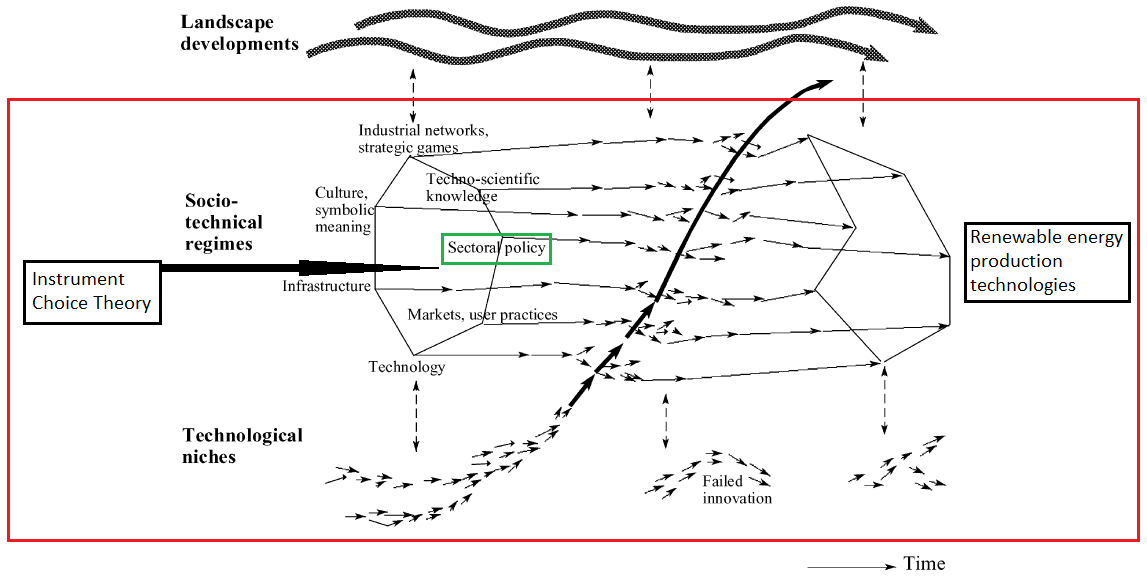 Landscape
developments
Industrial networks,
strategic games
Techno-scientific
knowledge
Culture,
symbolic
meaning
Socio-
technical
regimes
Sectoral policy
Renewable energy
production
technologies
Instrument
Choice Theory
Infrastructure
Markets, user practices
Technology
Technological
niches
Failed
innovation
Time